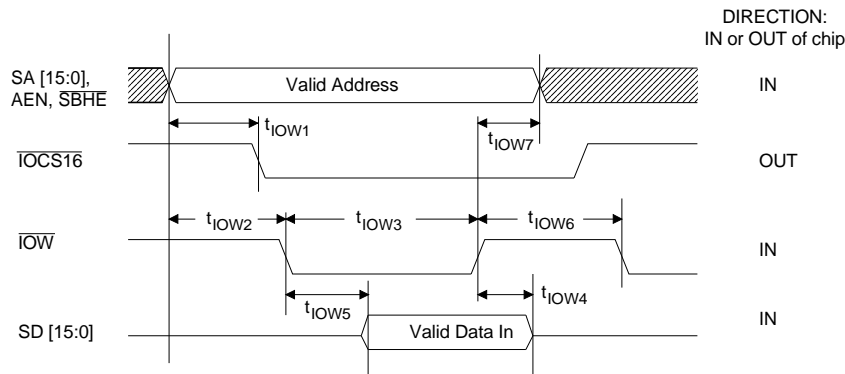 DIRECTION:
IN or OUT of chip
SA [15:0],
AEN, SBHE
Valid Address
IN
tIOW1
tIOW7
IOCS16
OUT
tIOW2
tIOW3
tIOW6
IOW
IN
tIOW5
tIOW4
SD [15:0]
Valid Data In
IN